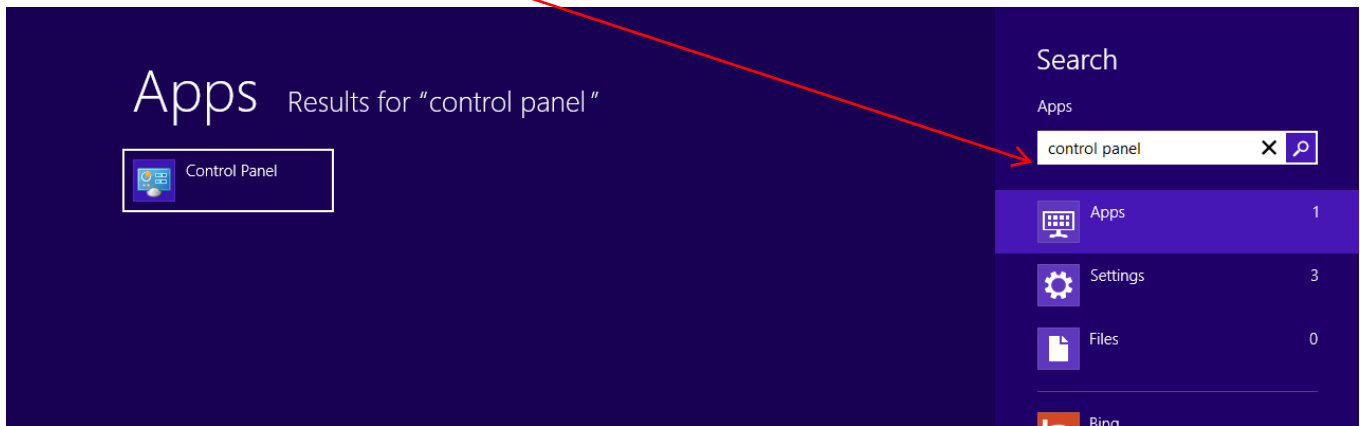 Apps Results for “control panel”
Control Panel
Search
Apps
control panel
Apps 1
Settings 3
Files 0
Bing